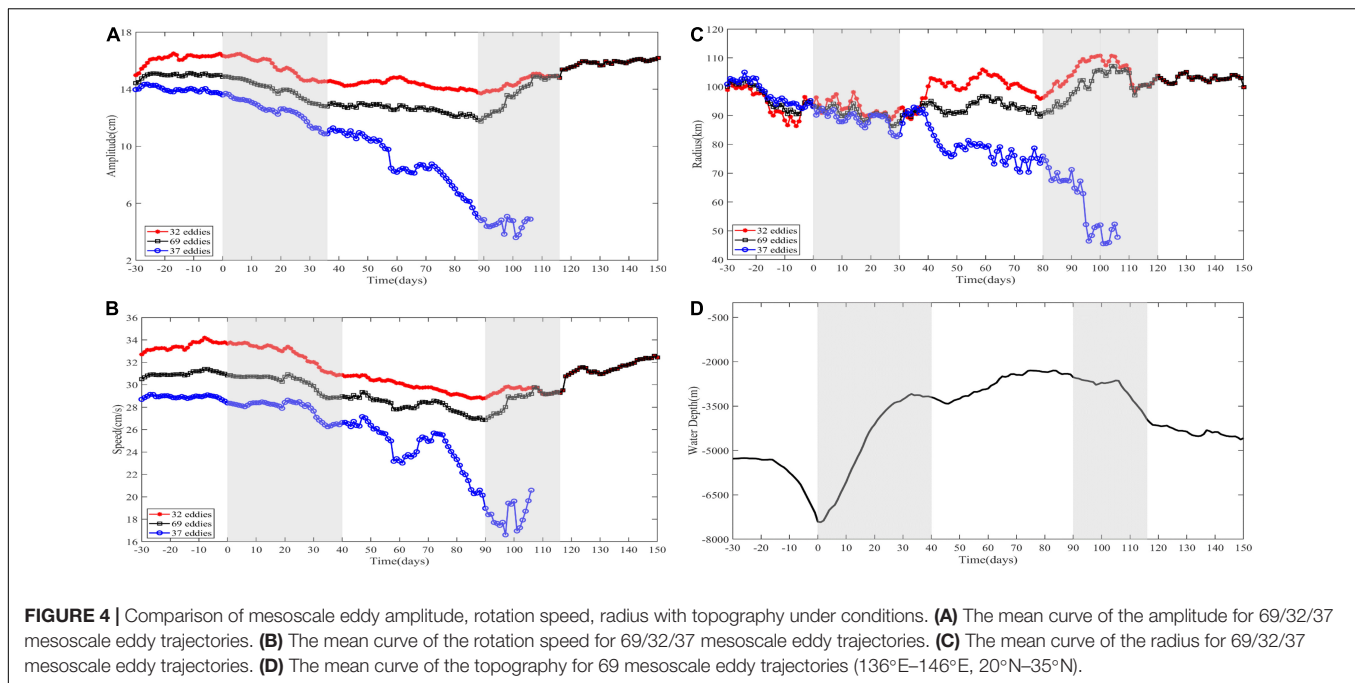 A
18
14
10
6
2
Amplitude(cm)
32 eddies
69 eddies
37 eddies
-30 -20 -10 0 10 20 30 40 50 60 70 80 90 100 110 120 130 140 150
Time(days)
C
120
110
100
90
80
70
60
50
40
Radius(km)
32 eddies
69 eddies
37 eddies
-30 -20 -10 0 10 20 30 40 50 60 70 80 90 100 110 120 130 140 150
Time(days)
B
36
34
32
30
28
26
24
22
20
18
16
Speed(cm/s)
32 eddies
69 eddies
37 eddies
-30 -20 -10 0 10 20 30 40 50 60 70 80 90 100 110 120 130 140 150
Time(days)
D
-500
-2000
-3500
-5000
-6500
-8000
Water Depth(m)
-30 -20 -10 0 10 20 30 40 50 60 70 80 90 100 110 120 130 140 150
Time(days)
FIGURE 4 | Comparison of mesoscale eddy amplitude, rotation speed, radius with topography under conditions. (A) The mean curve of the amplitude for 69/32/37
mesoscale eddy trajectories. (B) The mean curve of the rotation speed for 69/32/37 mesoscale eddy trajectories. (C) The mean curve of the radius for 69/32/37
mesoscale eddy trajectories. (D) The mean curve of the topography for 69 mesoscale eddy trajectories (136°E–146°E, 20°N–35°N).